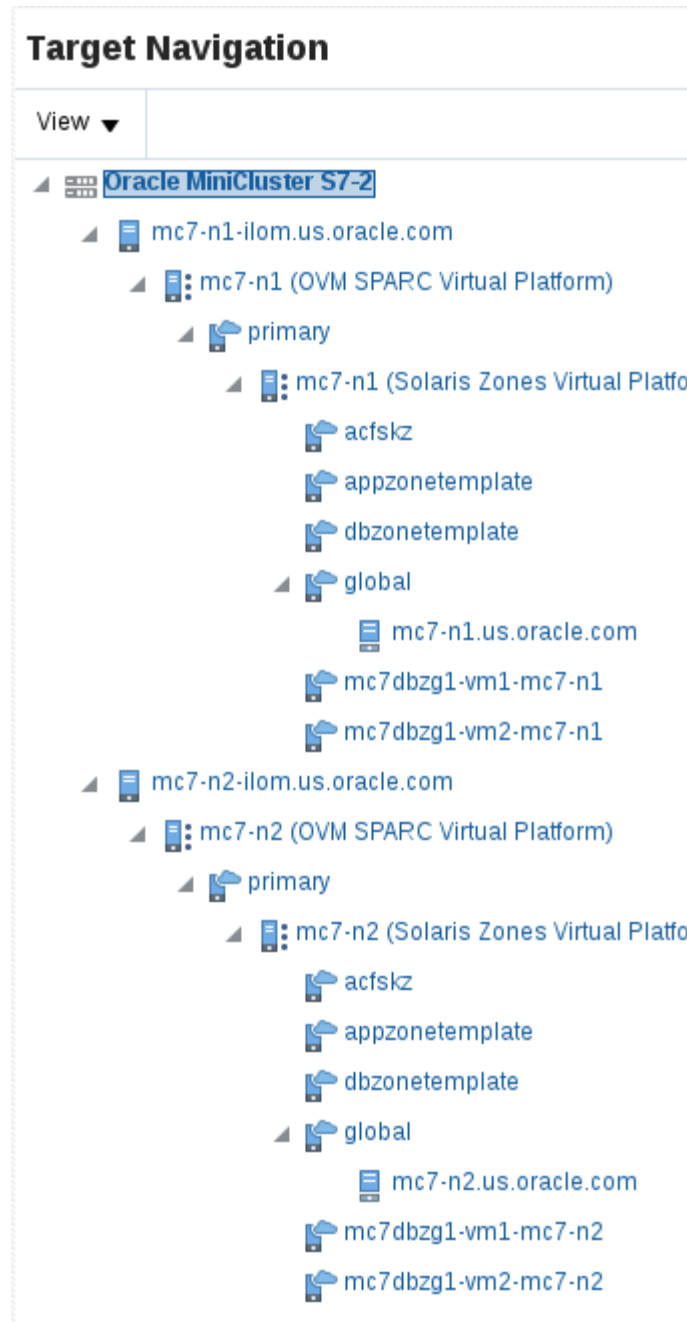 Target Navigation
View
Oracle MiniCluster S7-2
mc7-n1-ilom.us.oracle.com
mc7-n1 (OVM SPARC Virtual Platform)
primary
mc7-n1 (Solaris Zones Virtual Platfo
acfskz
appzonetemplate
dbzonetemplate
global
mc7-n1.us.oracle.com
mc7dbzg1-vm1-mc7-n1
mc7dbzg1-vm2-mc7-n1
mc7-n2-ilom.us.oracle.com
mc7-n2 (OVM SPARC Virtual Platform)
primary
mc7-n2 (Solaris Zones Virtual Platfo
acfskz
appzonetemplate
dbzonetemplate
global
mc7-n2.us.oracle.com
mc7dbzg1-vm1-mc7-n2
mc7dbzg1-vm2-mc7-n2